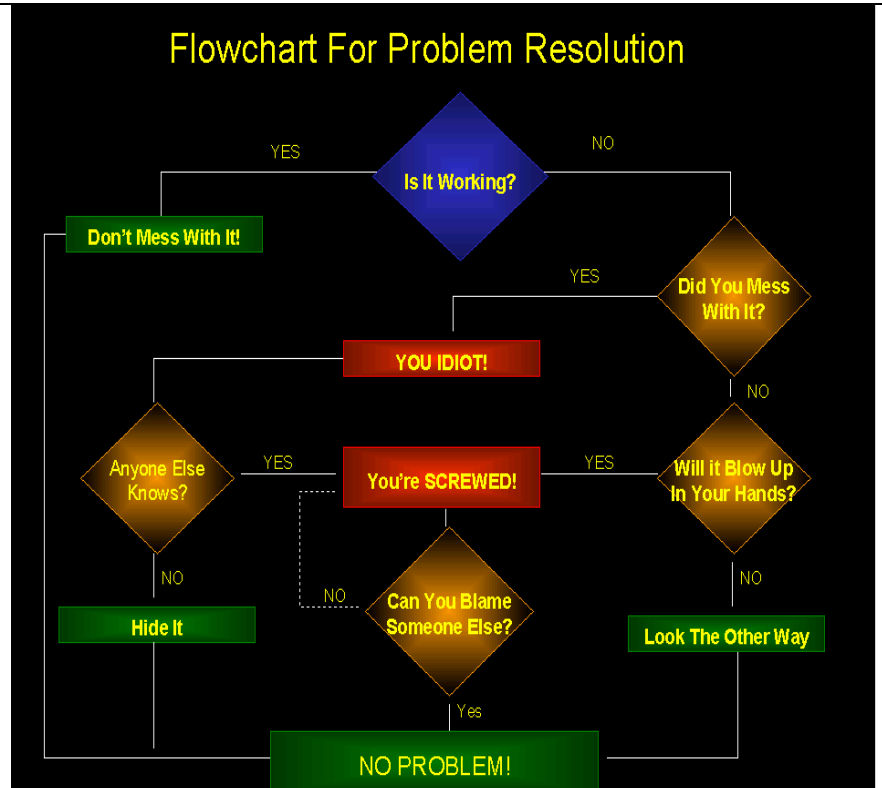 Flowchart For Problem Resolution
YES
NO
Is It Working?
Don't Mess With It!
YES
Did You Mess
With It?
YOU IDIOT!
NO
Anyone Else
Knows?
YES
You're SCREWED!
YES
Will it Blow Up
In Your Hands?
NO
NO
Can You Blame
Someone Else?
NO
Hide It
Look The Other Way
Yes
NO PROBLEM!